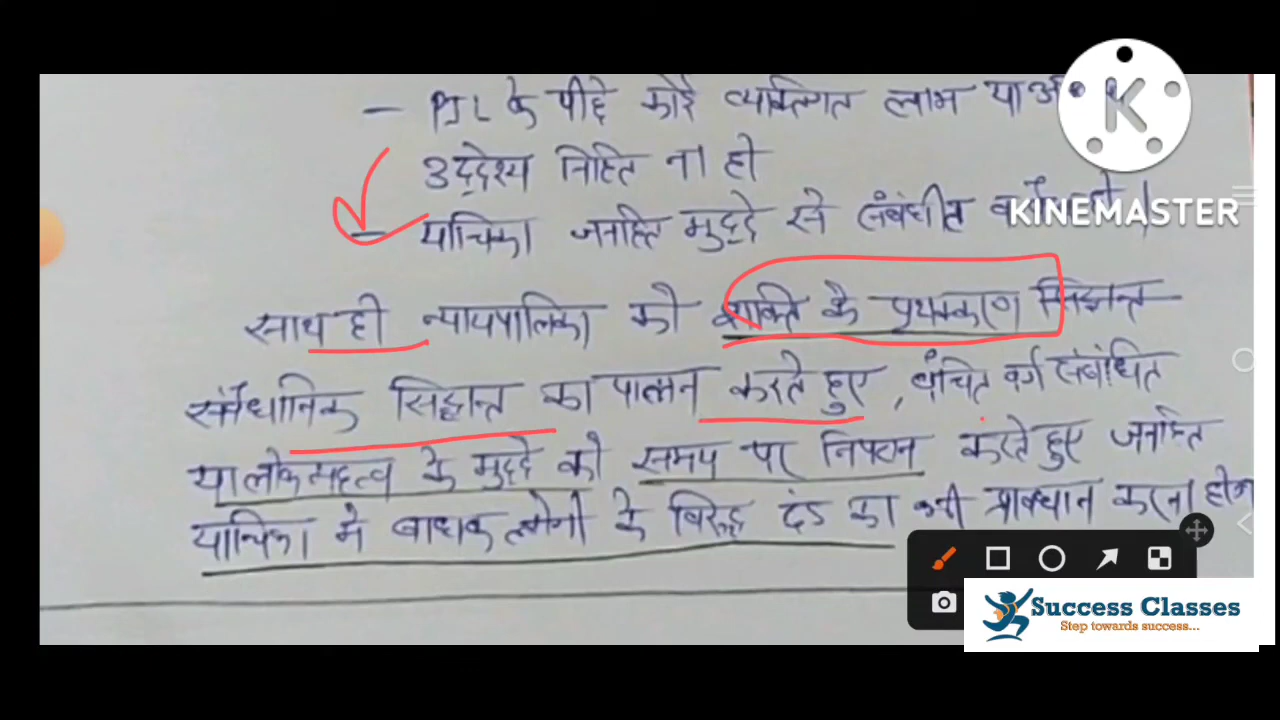 - PIL के पीछे कोई व्यक्तिगत लाभ या
उद्देश्य निहित ना हो
- याचिका जनहित मुद्दे से संबंधीत
KINEMASTER
साथ ही न्यायपालिका को शक्ति के पृथक्करण सिद्धान्त
संवैधानिक सिद्धान्त का पालन करते हुए, वंचित वर्ग संबंधित
या लोकमहत्व के मुद्दे को समय पर निपटान करते हुए जनहित
याचिका मे बाधक लोगो के विरूद्ध दंड का भी प्रावधान करना
Success Classes
Step towards success...